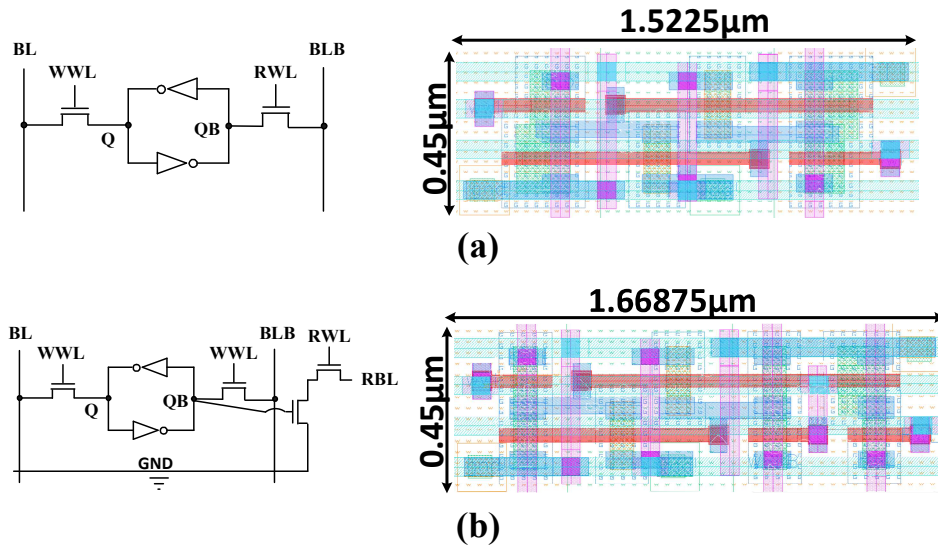 1.5225μm
BL
BLB
WWL
RWL
Q
QB
0.45μm
(a)
1.66875μm
BL
BLB
RWL
WWL
WWL
RBL
Q
QB
GND
0.45μm
(b)